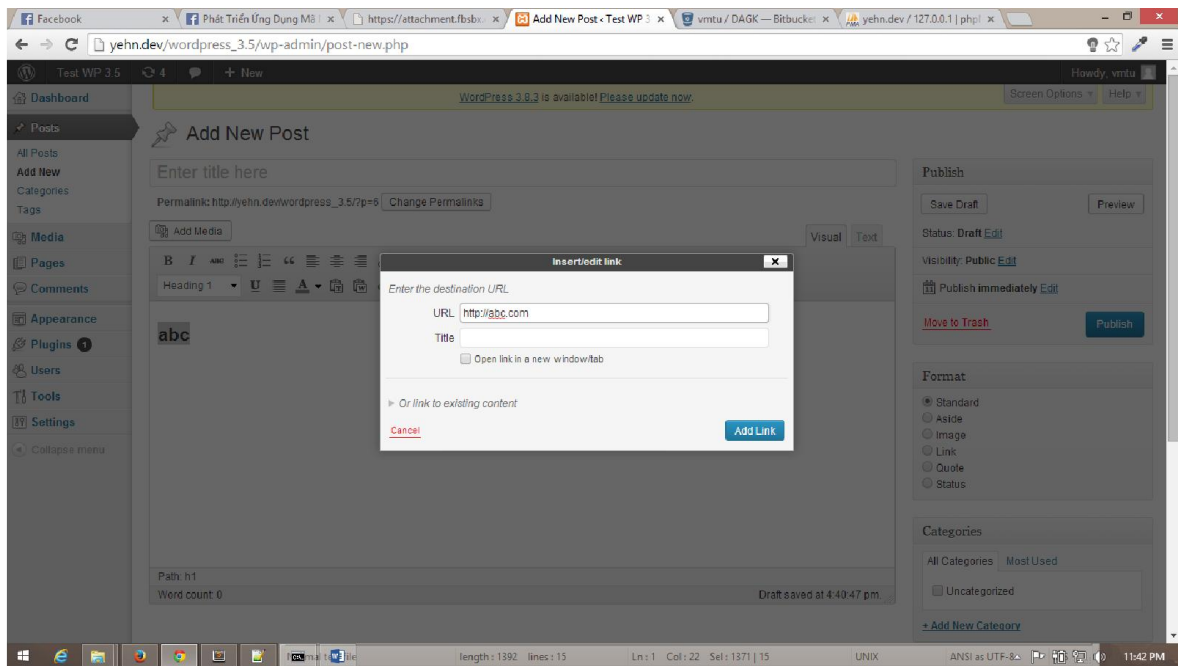 Facebook
Phát Triển Ứng Dụng Mã
https://attachment.fbsbx.
Add New Post ‹ Test WP 3
vmtu / DAGK — Bitbucket
yehn.dev / 127.0.0.1 | php
yehn.dev/wordpress_3.5/wp-admin/post-new.php
Test WP 3.5
4
+ New
Howdy, vmtu
Dashboard
WordPress 3.8.3 is available! Please update now.
Screen Options
Help
Posts
Add New Post
All Posts
Add New
Categories
Tags
Enter title here
Permalink: http://yehn.dev/wordpress_3.5/?p=6
Change Permalinks
Add Media
Visual
Text
Media
Pages
Comments
Appearance
Plugins 1
Users
Tools
Settings
Collapse menu
B I ABC
Heading 1
U
A
abc
Insert/edit link
Enter the destination URL
URL http://abc.com
Title
Open link in a new window/tab
Or link to existing content
Cancel
Add Link
Path: h1
Word count: 0
Draft saved at 4:40:47 pm.
Publish
Save Draft
Preview
Status: Draft Edit
Visibility: Public Edit
Publish immediately Edit
Move to Trash
Publish
Format
Standard
Aside
Image
Link
Quote
Status
Categories
All Categories
Most Used
Uncategorized
+ Add New Category
length : 1392 lines : 15
Ln : 1 Col : 22 Sel : 1371 | 15
UNIX
ANSI as UTF-8
11:42 PM